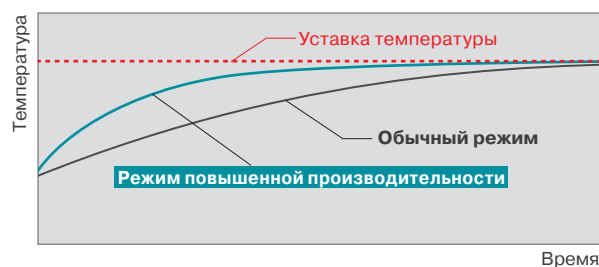 Уставка температуры
Температура
Обычный режим
Режим повышенной производительности
Время